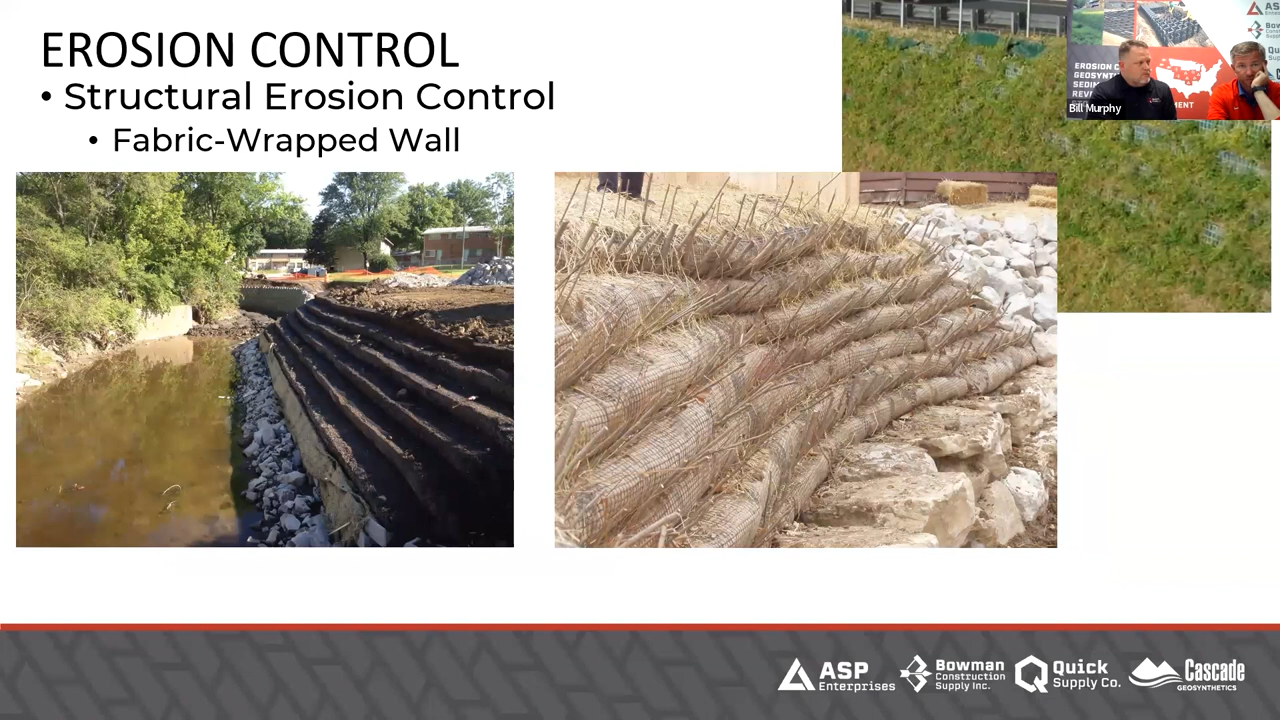 EROSION CONTROL
• Structural Erosion Control
• Fabric-Wrapped Wall
EROSION C
GEOSYNT
SEDIM
REV
MENT
Bill Murphy
ASP
Enterprises
Bowman
Construction
Supply Inc.
Quick
Supply Co.
Cascade
GEOSYNTHETICS